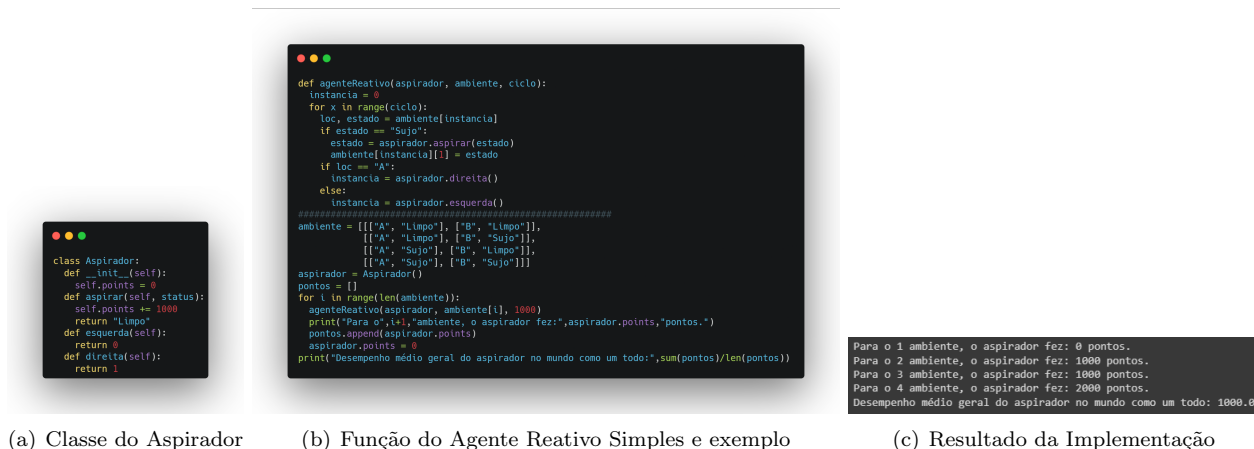 class Aspirador:
  def __init__(self):
    self.points = 0
  def aspirar(self, status):
    self.points += 1000
    return "Limpo"
  def esquerda(self):
    return 0
  def direita(self):
    return 1
(a) Classe do Aspirador
def agenteReativo(aspirador, ambiente, ciclo):
  instancia = 0
  for x in range(ciclo):
    loc, estado = ambiente[instancia]
    if estado == "Sujo":
      estado = aspirador.aspirar(estado)
      ambiente[instancia][1] = estado
    if loc == "A":
      instancia = aspirador.direita()
    else:
      instancia = aspirador.esquerda()
#########################################################
ambiente = [[["A", "Limpo"], ["B", "Limpo"]],
            [["A", "Limpo"], ["B", "Sujo"]],
            [["A", "Sujo"], ["B", "Limpo"]],
            [["A", "Sujo"], ["B", "Sujo"]]]
aspirador = Aspirador()
pontos = []
for i in range(len(ambiente)):
  agenteReativo(aspirador, ambiente[i], 1000)
  print("Para o",i+1,"ambiente, o aspirador fez:",aspirador.points,"pontos.")
  pontos.append(aspirador.points)
  aspirador.points = 0
print("Desempenho médio geral do aspirador no mundo como um todo:",sum(pontos)/len(pontos))
(b) Função do Agente Reativo Simples e exemplo
Para o 1 ambiente, o aspirador fez: 0 pontos.
Para o 2 ambiente, o aspirador fez: 1000 pontos.
Para o 3 ambiente, o aspirador fez: 1000 pontos.
Para o 4 ambiente, o aspirador fez: 2000 pontos.
Desempenho médio geral do aspirador no mundo como um todo: 1000.0
(c) Resultado da Implementação